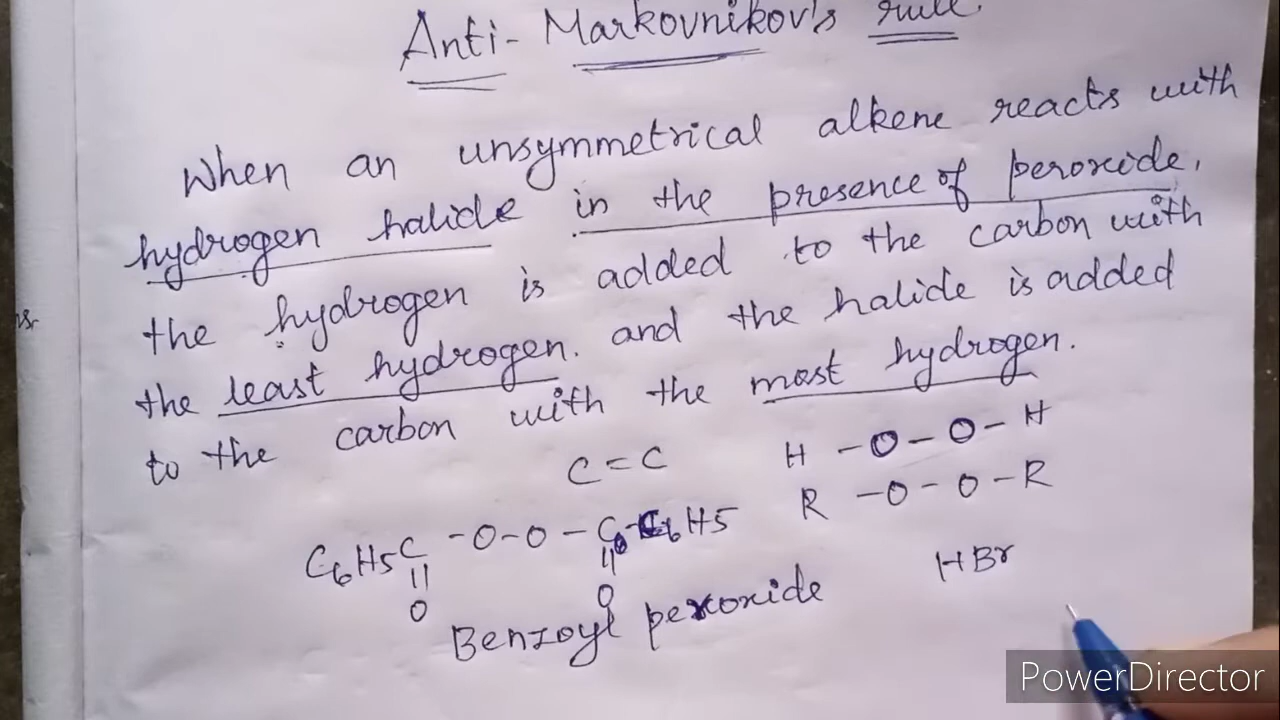 Anti-Markovnikov's rule.
When an unsymmetrical alkene reacts with
hydrogen halide in the presence of peroxide,
the hydrogen is added to the carbon with
the least hydrogen. and the halide is added
to the carbon with the most hydrogen.
C=C
H-O-O-H
R-O-O-R
C6H5C-O-O-C-C6H5
|| ||
O O
HBr
Benzoyl peroxide
PowerDirector